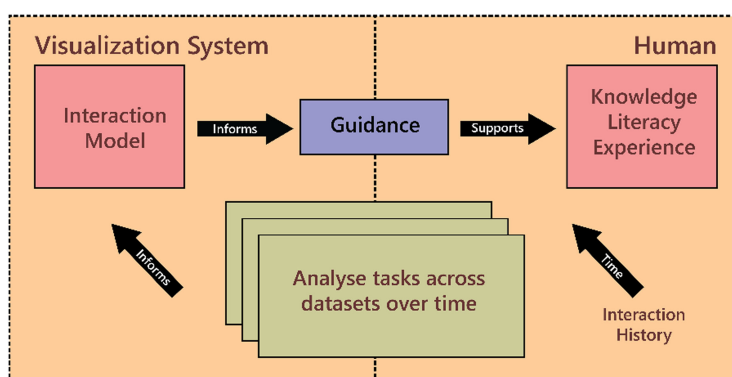 Visualization System
Human
Interaction
Model
Informs
Guidance
Supports
Knowledge
Literacy
Experience
Informs
Analyse tasks across
datasets over time
Time
Interaction
History